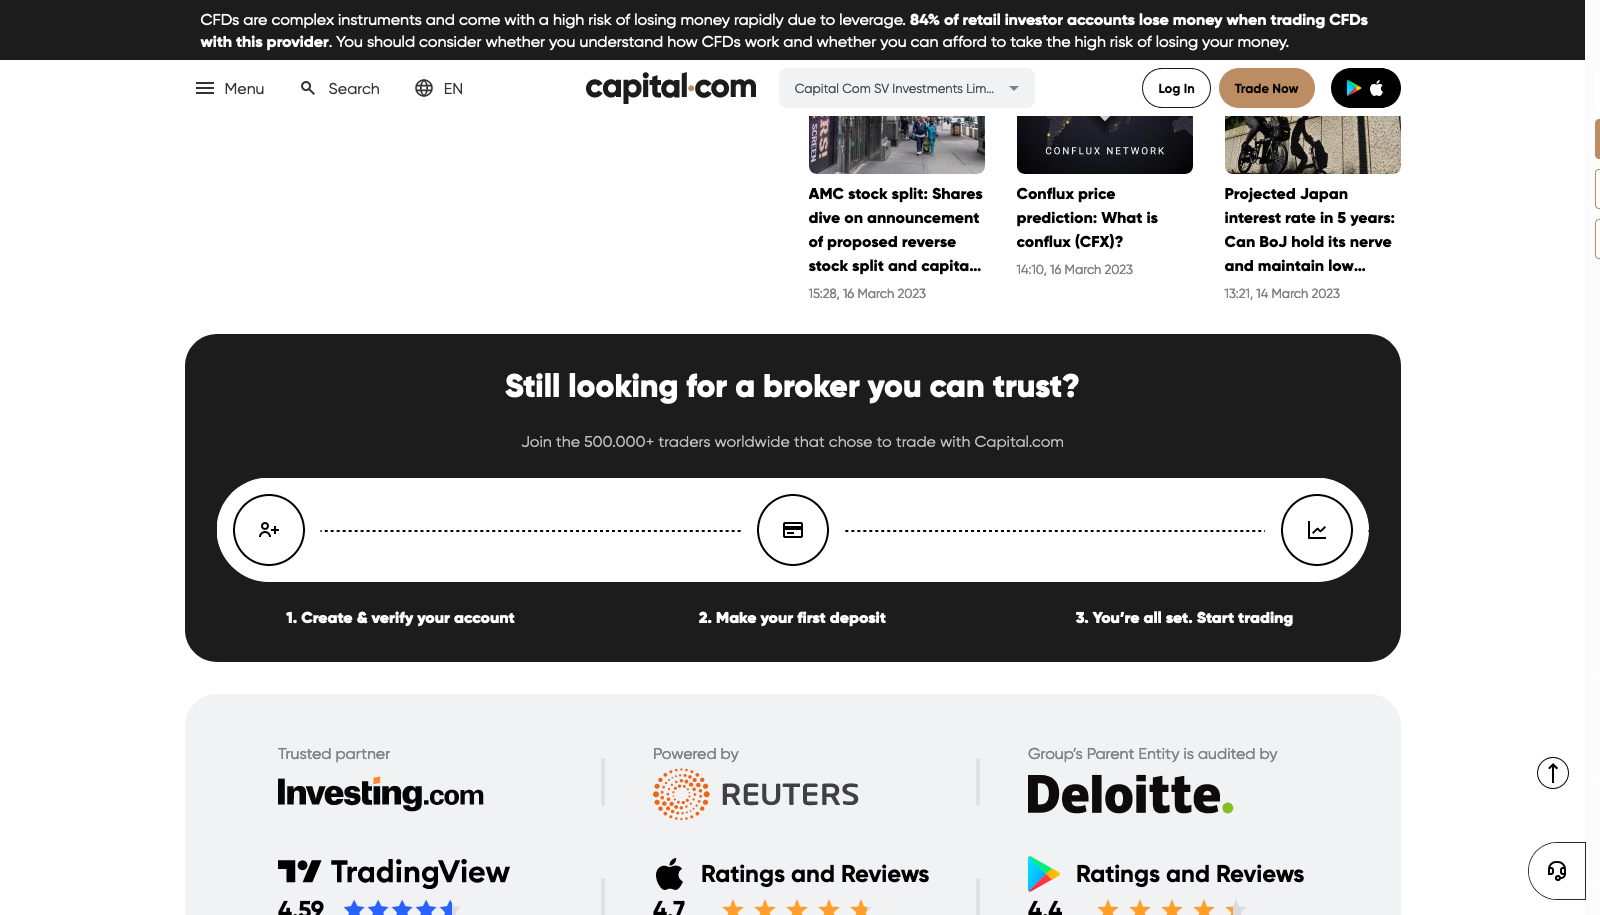 CFDs are complex instruments and come with a high risk of losing money rapidly due to leverage. 84% of retail investor accounts lose money when trading CFDs
with this provider. You should consider whether you understand how CFDs work and whether you can afford to take the high risk of losing your money.
Menu
Search
EN
capital.com
Capital Com SV Investments Lim...
Log In
Trade Now
SCREEN
CONFLUX NETWORK
AMC stock split: Shares
dive on announcement
of proposed reverse
stock split and capita...
15:28, 16 March 2023
Conflux price
prediction: What is
conflux (CFX)?
14:10, 16 March 2023
Projected Japan
interest rate in 5 years:
Can BoJ hold its nerve
and maintain low...
13:21, 14 March 2023
Still looking for a broker you can trust?
Join the 500.000+ traders worldwide that chose to trade with Capital.com
1. Create & verify your account
2. Make your first deposit
3. You're all set. Start trading
Trusted partner
Investing.com
Powered by
REUTERS
Group's Parent Entity is audited by
Deloitte.
TradingView
4.59
Ratings and Reviews
4.7
Ratings and Reviews
4.4